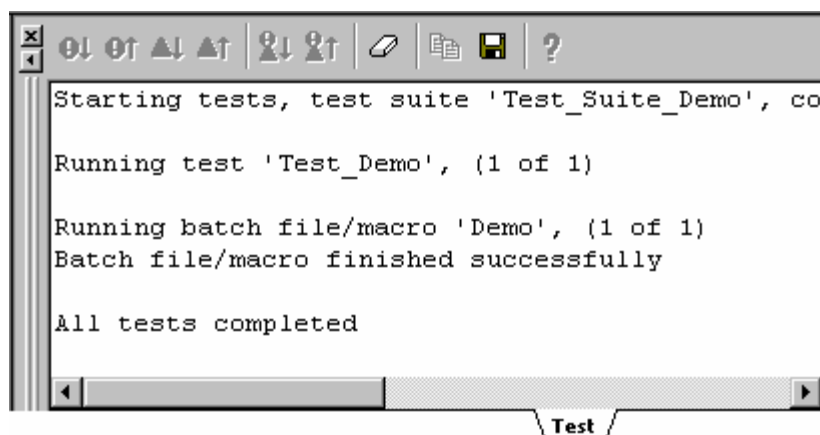 Starting tests, test suite 'Test_Suite_Demo', co
Running test 'Test_Demo', (1 of 1)
Running batch file/macro 'Demo', (1 of 1)
Batch file/macro finished successfully
All tests completed
Test